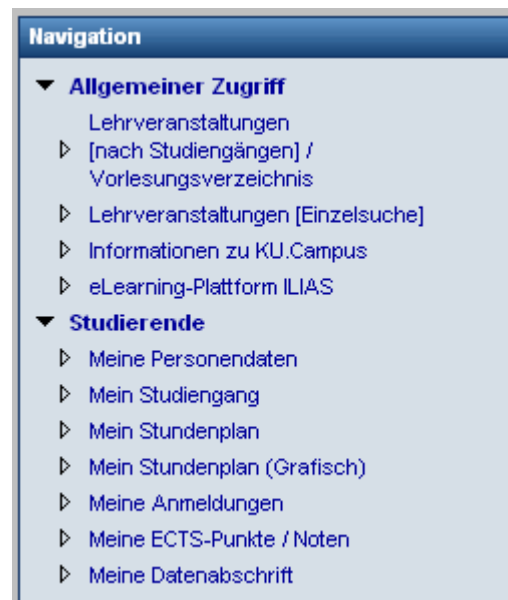 Navigation
Allgemeiner Zugriff
Lehrveranstaltungen
[nach Studiengängen] /
Vorlesungsverzeichnis
Lehrveranstaltungen [Einzelsuche]
Informationen zu KU.Campus
eLearning-Plattform ILIAS
Studierende
Meine Personendaten
Mein Studiengang
Mein Stundenplan
Mein Stundenplan (Grafisch)
Meine Anmeldungen
Meine ECTS-Punkte / Noten
Meine Datenabschrift